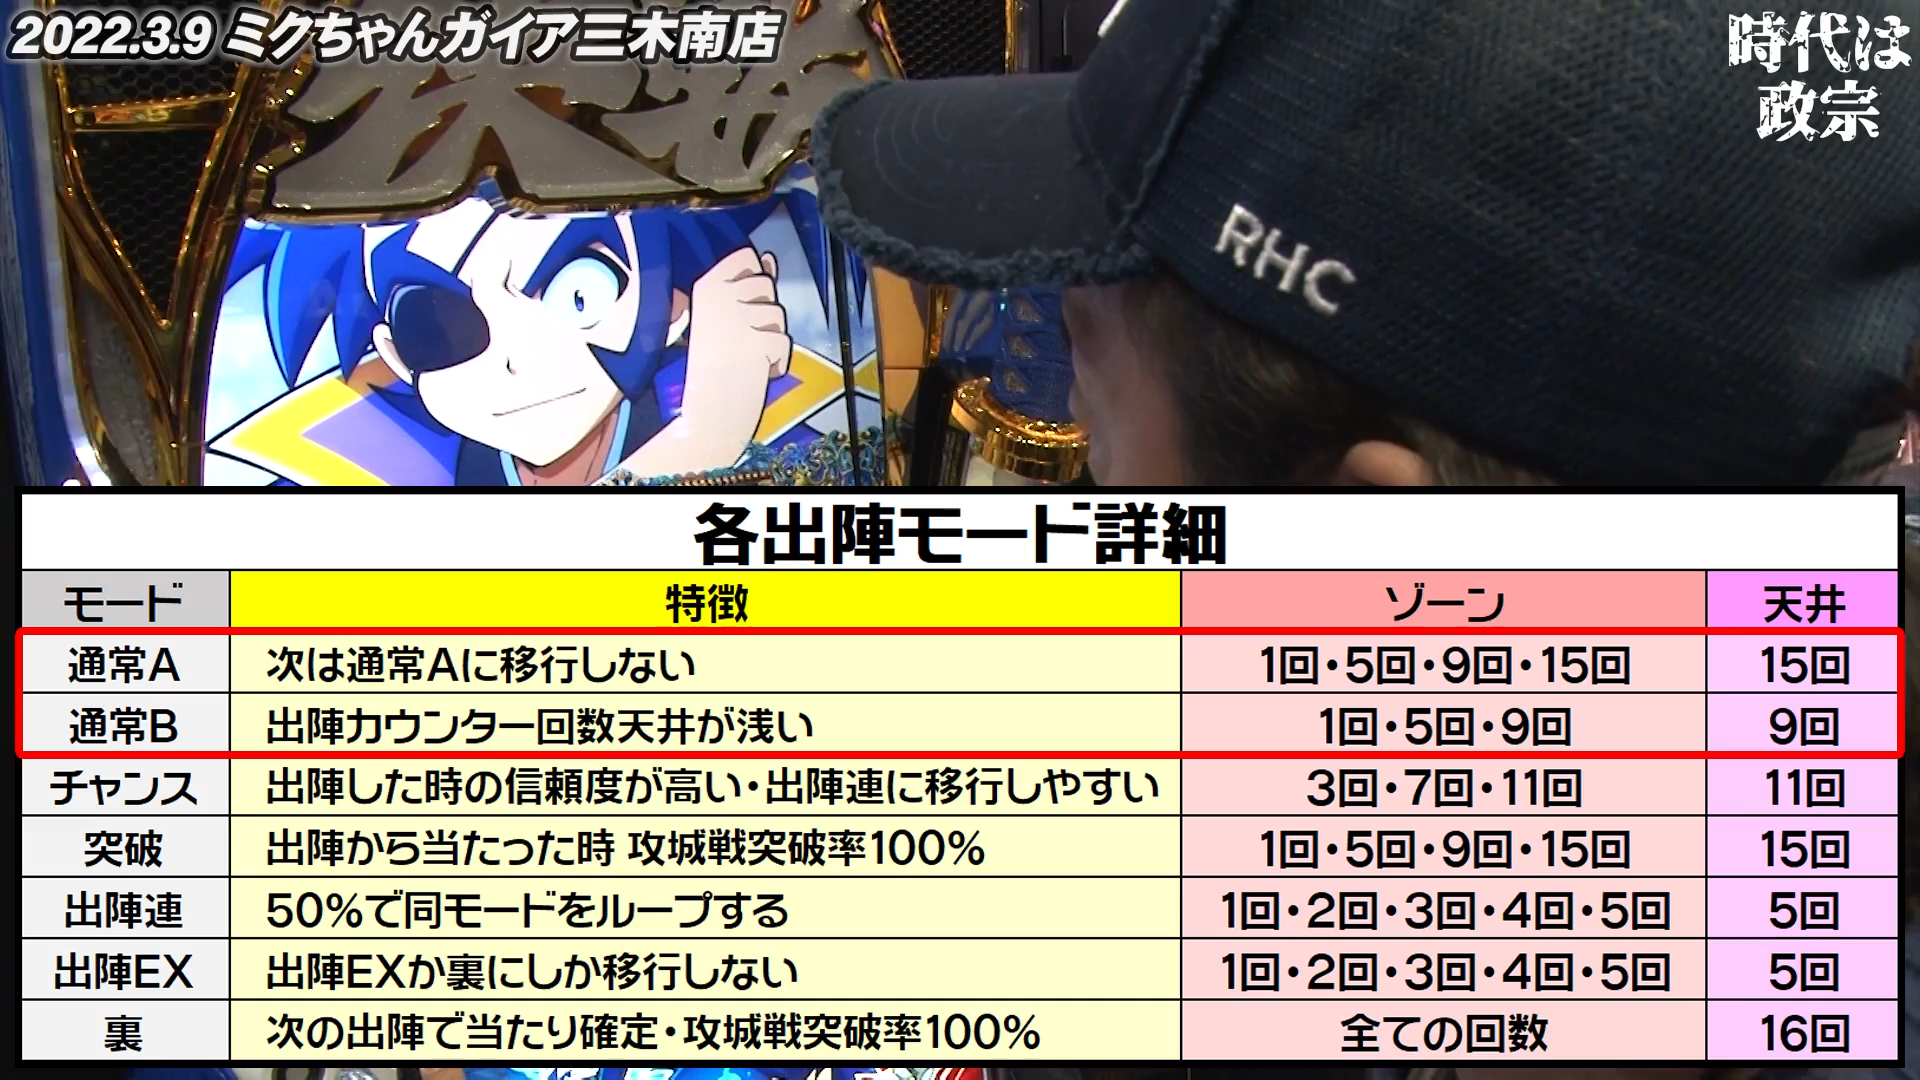 2022.3.9 ミクちゃんガイア三木南店
時代は
政宗
RHC
各出陣モード詳細
モード 特徴 ゾーン 天井
通常A 次は通常Aに移行しない 1回・5回・9回・15回 15回
通常B 出陣カウンター回数天井が浅い 1回・5回・9回 9回
チャンス 出陣した時の信頼度が高い・出陣連に移行しやすい 3回・7回・11回 11回
突破 出陣から当たった時 攻城戦突破率100% 1回・5回・9回・15回 15回
出陣連 50%で同モードをループする 1回・2回・3回・4回・5回 5回
出陣EX 出陣EXか裏にしか移行しない 1回・2回・3回・4回・5回 5回
裏 次の出陣で当たり確定・攻城戦突破率100% 全ての回数 16回